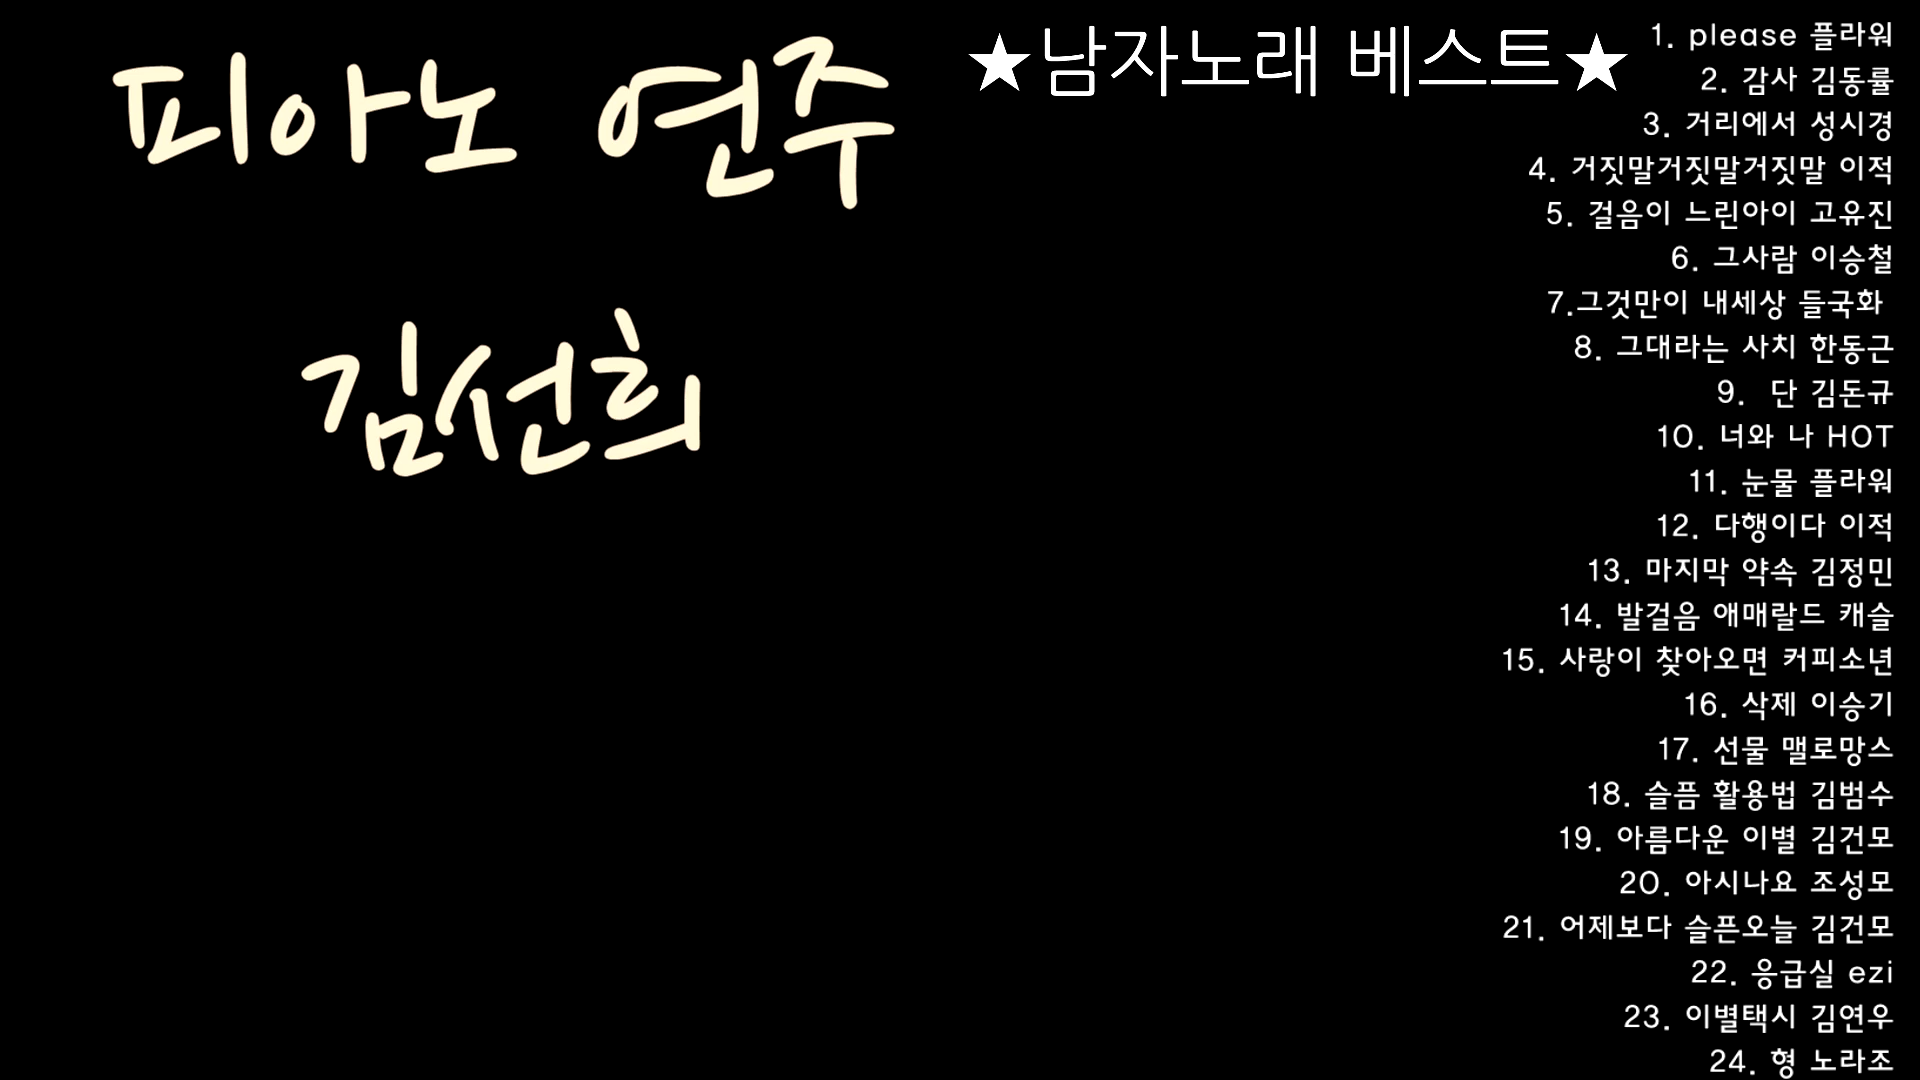 피아노 연주
김선희
★남자노래 베스트★
1. please 플라워
2. 감사 김동률
3. 거리에서 성시경
4. 거짓말거짓말거짓말 이적
5. 걸음이 느린아이 고유진
6. 그사람 이승철
7.그것만이 내세상 들국화
8. 그대라는 사치 한동근
9. 단 김돈규
10. 너와 나 HOT
11. 눈물 플라워
12. 다행이다 이적
13. 마지막 약속 김정민
14. 발걸음 애매랄드 캐슬
15. 사랑이 찾아오면 커피소년
16. 삭제 이승기
17. 선물 맬로망스
18. 슬픔 활용법 김범수
19. 아름다운 이별 김건모
20. 아시나요 조성모
21. 어제보다 슬픈오늘 김건모
22. 응급실 ezi
23. 이별택시 김연우
24. 형 노라조